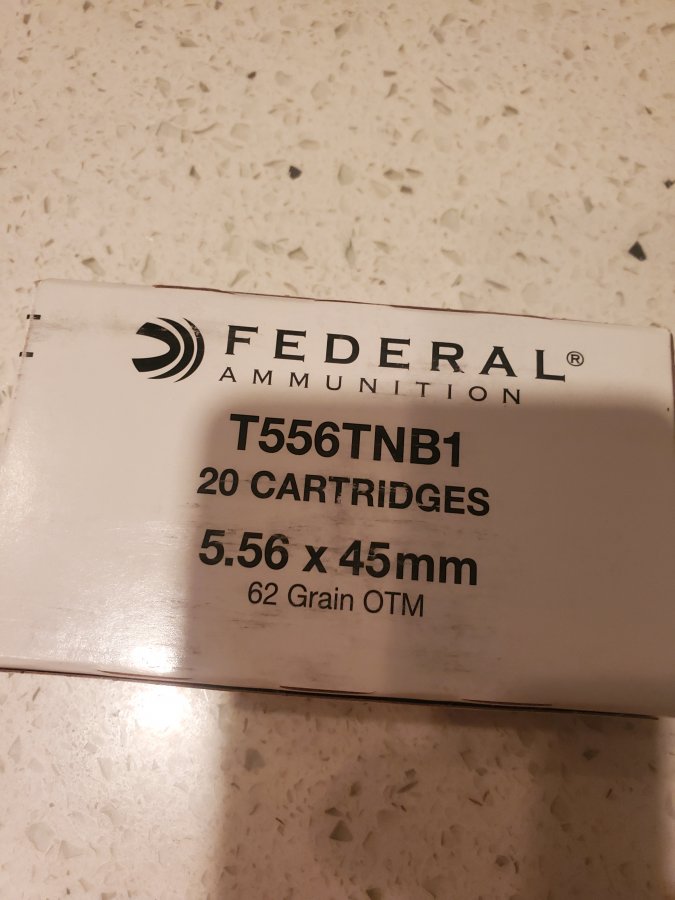 FEDERAL®
AMMUNITION
T556TNB1
20 CARTRIDGES
5.56 x 45mm
62 Grain OTM